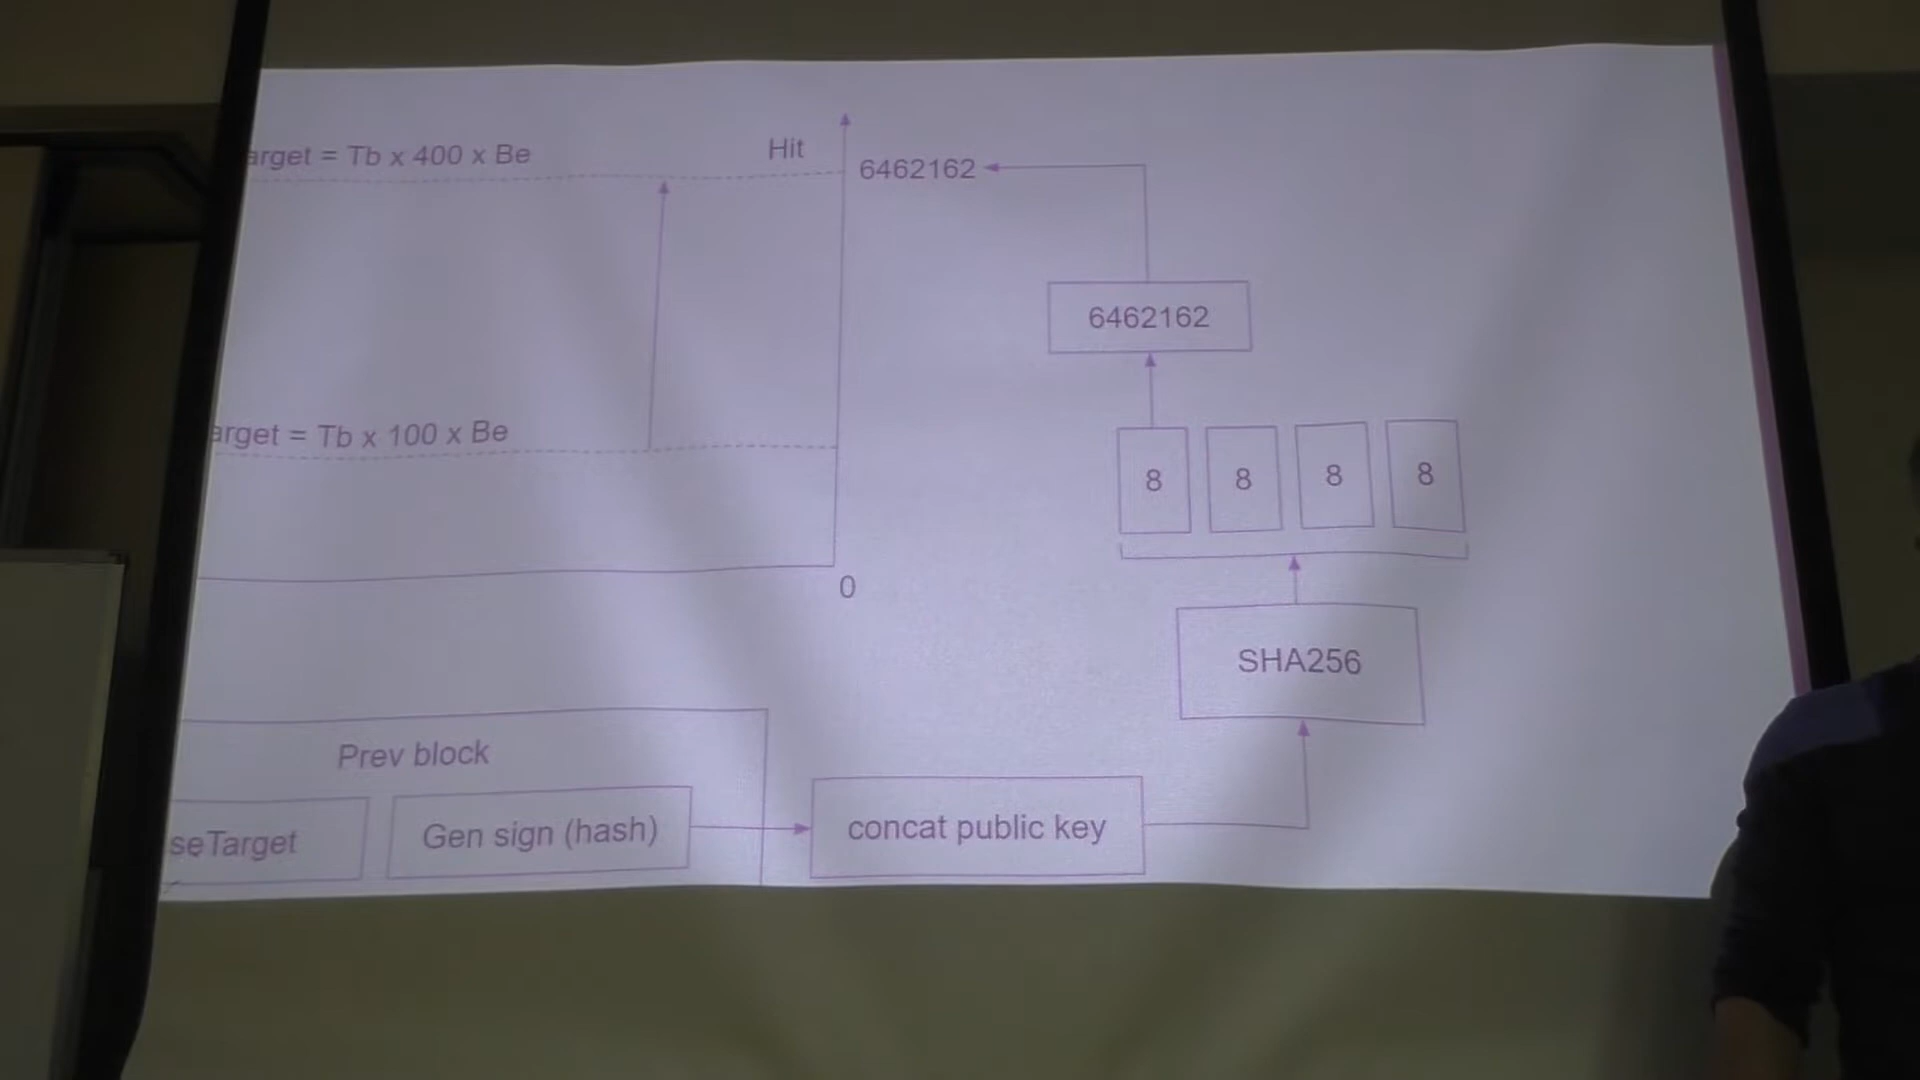 arget = Tb x 400 x Be
Hit
6462162
6462162
arget = Tb x 100 x Be
8 8 8 8
0
SHA256
Prev block
seTarget
Gen sign (hash)
concat public key